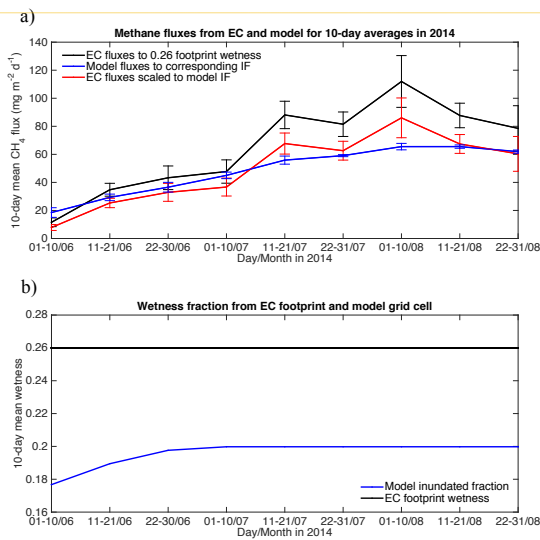 a)
Methane fluxes from EC and model for 10-day averages in 2014
140
120
100
80
60
40
20
0
10-day mean CH4 flux (mg m-2 d-1)
EC fluxes to 0.26 footprint wetness
Model fluxes to corresponding IF
EC fluxes scaled to model IF
01-10/06 11-21/06 22-30/06 01-10/07 11-21/07 22-31/07 01-10/08 11-21/08 22-31/08
Day/Month in 2014
b)
Wetness fraction from EC footprint and model grid cell
0.28
0.26
0.24
0.22
0.2
0.18
0.16
10-day mean wetness
Model inundated fraction
EC footprint wetness
01-10/06 11-21/06 22-30/06 01-10/07 11-21/07 22-31/07 01-10/08 11-21/08 22-31/08
Day/Month in 2014